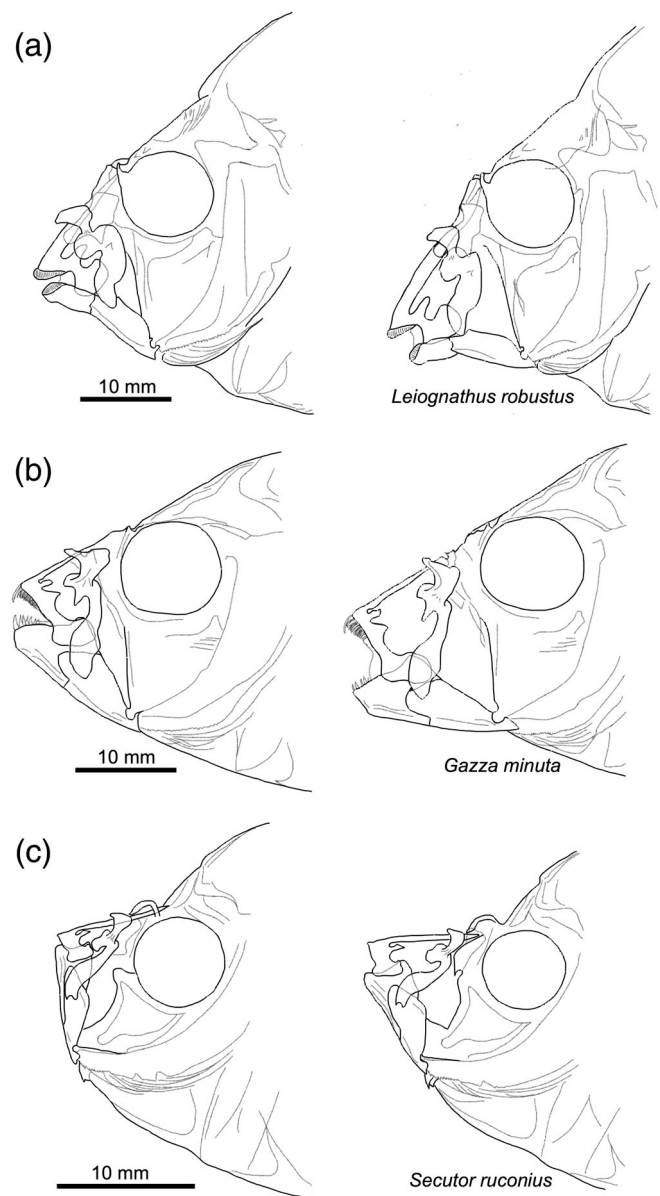 (a)
10 mm
Leiognathus robustus
(b)
10 mm
Gazza minuta
(c)
10 mm
Secutor ruconius